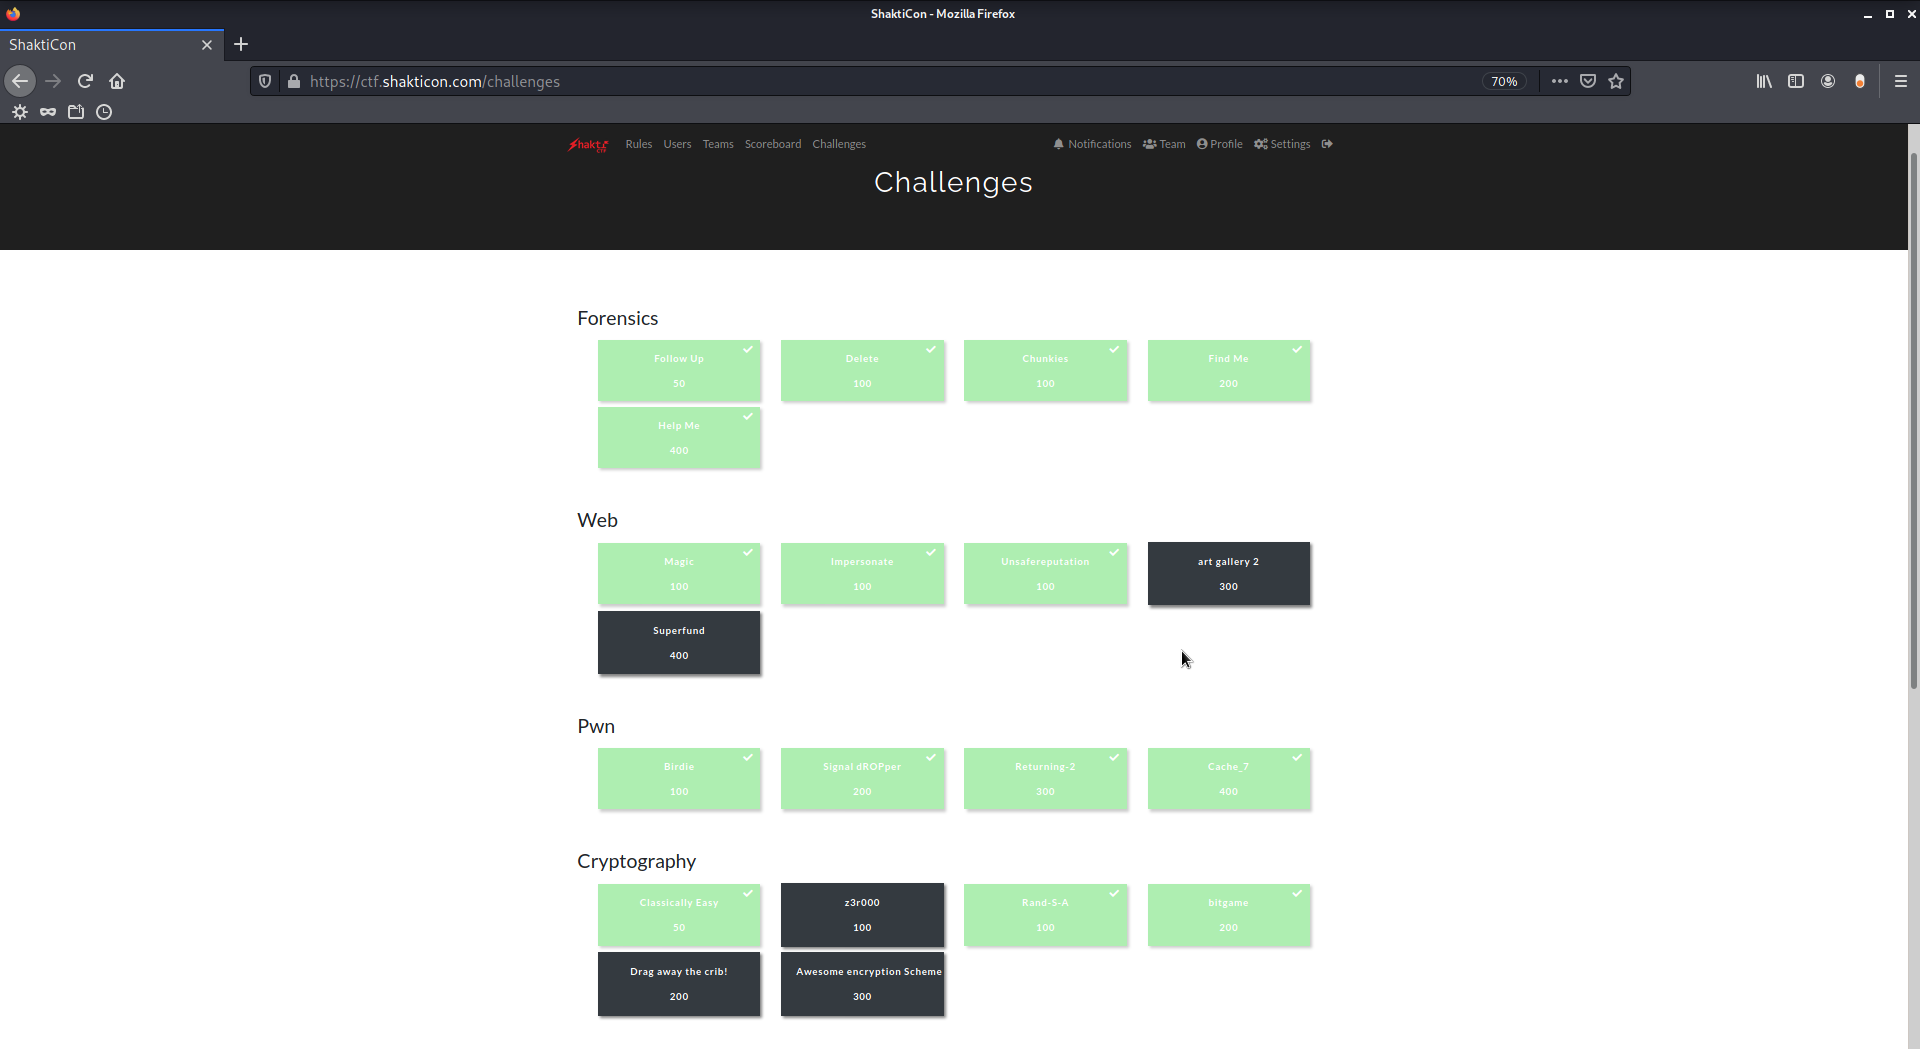 ShaktiCon - Mozilla Firefox
ShaktiCon
https://ctf.shakticon.com/challenges
70%
Shakti
CTF
Rules Users Teams Scoreboard Challenges
Notifications Team Profile Settings
Challenges
Forensics
Follow Up
50
Delete
100
Chunkies
100
Find Me
200
Help Me
400
Web
Magic
100
Impersonate
100
Unsafereputation
100
art gallery 2
300
Superfund
400
Pwn
Birdie
100
Signal dROPper
200
Returning-2
300
Cache_7
400
Cryptography
Classically Easy
50
z3r000
100
Rand-S-A
100
bitgame
200
Drag away the crib!
200
Awesome encryption Scheme
300